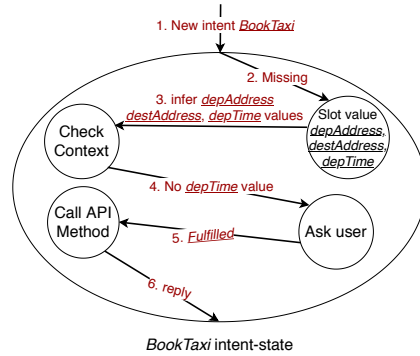 1. New intent BookTaxi
2. Missing
3. infer depAddress
destAddress, depTime values
Slot value
depAddress,
destAddress,
depTime
Check
Context
4. No depTime value
Call API
Method
5. Fulfilled
Ask user
6. reply
BookTaxi intent-state